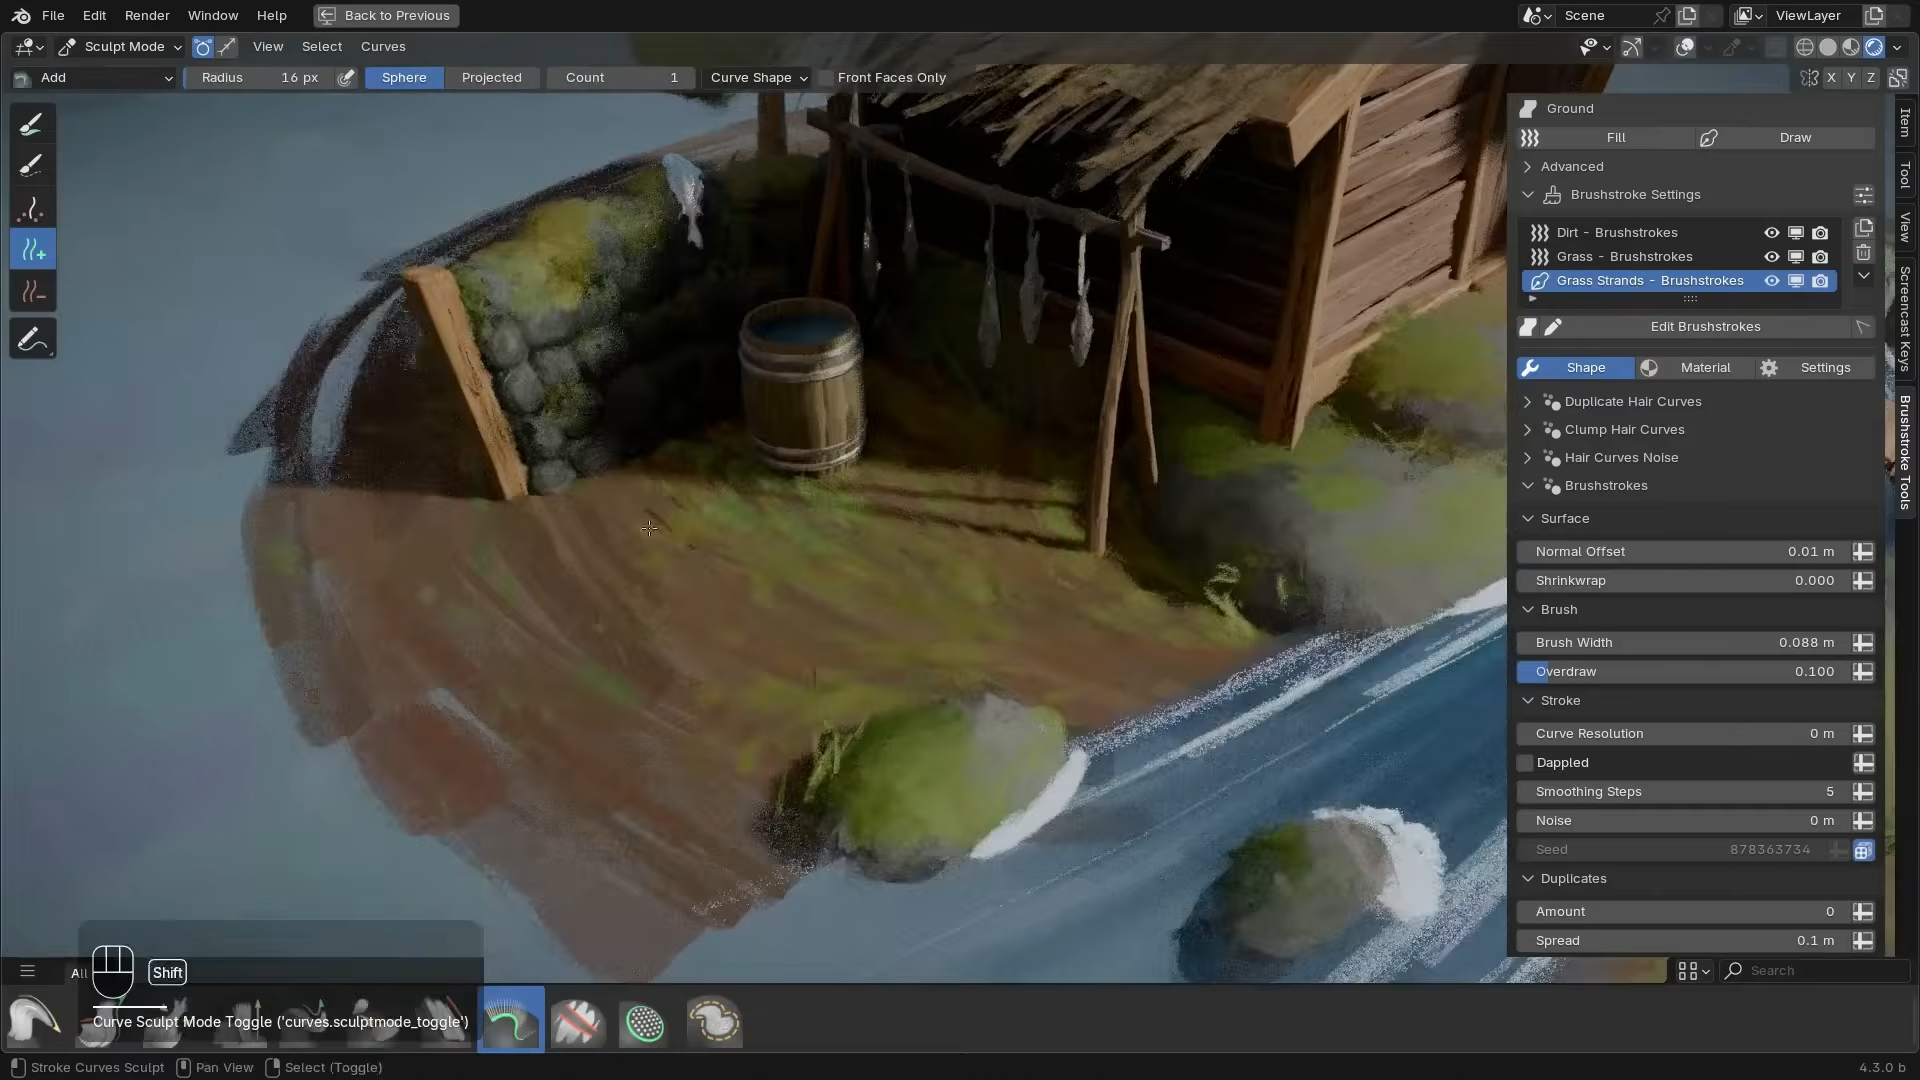 File Edit Render Window Help Back to Previous Scene ViewLayer
Sculpt Mode View Select Curves
Add Radius 16 px Sphere Projected Count 1 Curve Shape Front Faces Only X Y Z
Ground
Fill Draw
Advanced
Brushstroke Settings
Dirt - Brushstrokes
Grass - Brushstrokes
Grass Strands - Brushstrokes
Edit Brushstrokes
Shape Material Settings
Duplicate Hair Curves
Clump Hair Curves
Hair Curves Noise
Brushstrokes
Surface
Normal Offset 0.01 m
Shrinkwrap 0.000
Brush
Brush Width 0.088 m
Overdraw 0.100
Stroke
Curve Resolution 0 m
Dappled
Smoothing Steps 5
Noise 0 m
Seed 878363734
Duplicates
Amount 0
Spread 0.1 m
Item
Tool
View
Screencast Keys
Brushstroke Tools
All Shift Search
Curve Sculpt Mode Toggle ('curves.sculptmode_toggle')
Stroke Curves Sculpt Pan View Select (Toggle) 4.3.0 b